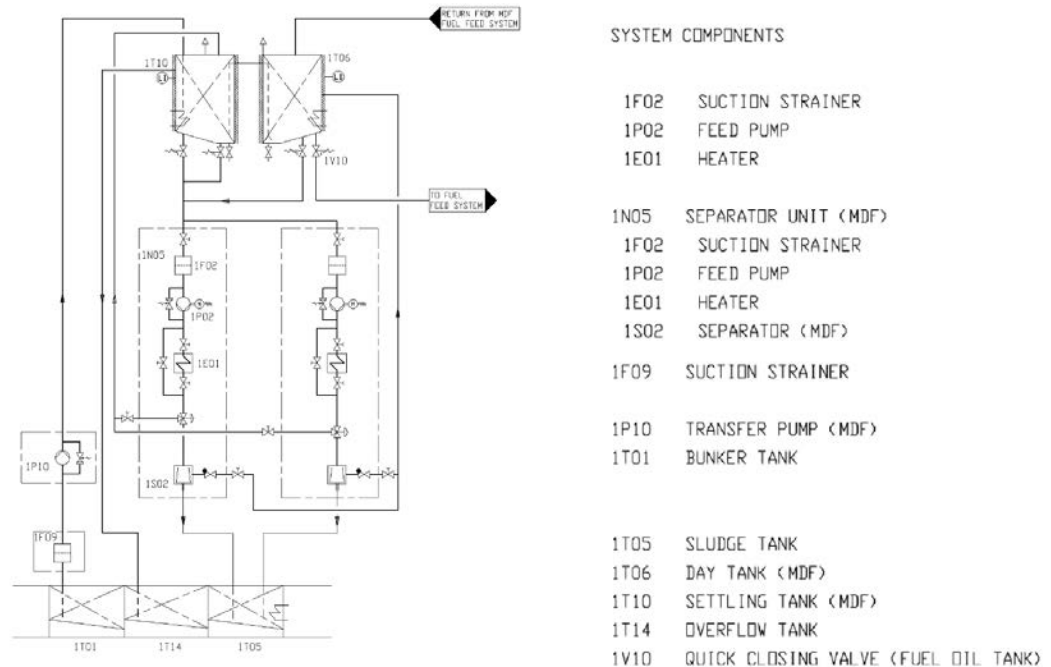 RETURN FROM MDF
FUEL FEED SYSTEM
1T10
1T06
LI
LI
1V10
TO FUEL
FEED SYSTEM
1N05
1F02
1P02
1E01
1P10
1S02
1F09
1T01
1T14
1T05
SYSTEM COMPONENTS
1F02 SUCTION STRAINER
1P02 FEED PUMP
1E01 HEATER
1N05 SEPARATOR UNIT (MDF)
1F02 SUCTION STRAINER
1P02 FEED PUMP
1E01 HEATER
1S02 SEPARATOR (MDF)
1F09 SUCTION STRAINER
1P10 TRANSFER PUMP (MDF)
1T01 BUNKER TANK
1T05 SLUDGE TANK
1T06 DAY TANK (MDF)
1T10 SETTLING TANK (MDF)
1T14 OVERFLOW TANK
1V10 QUICK CLOSING VALVE (FUEL OIL TANK)